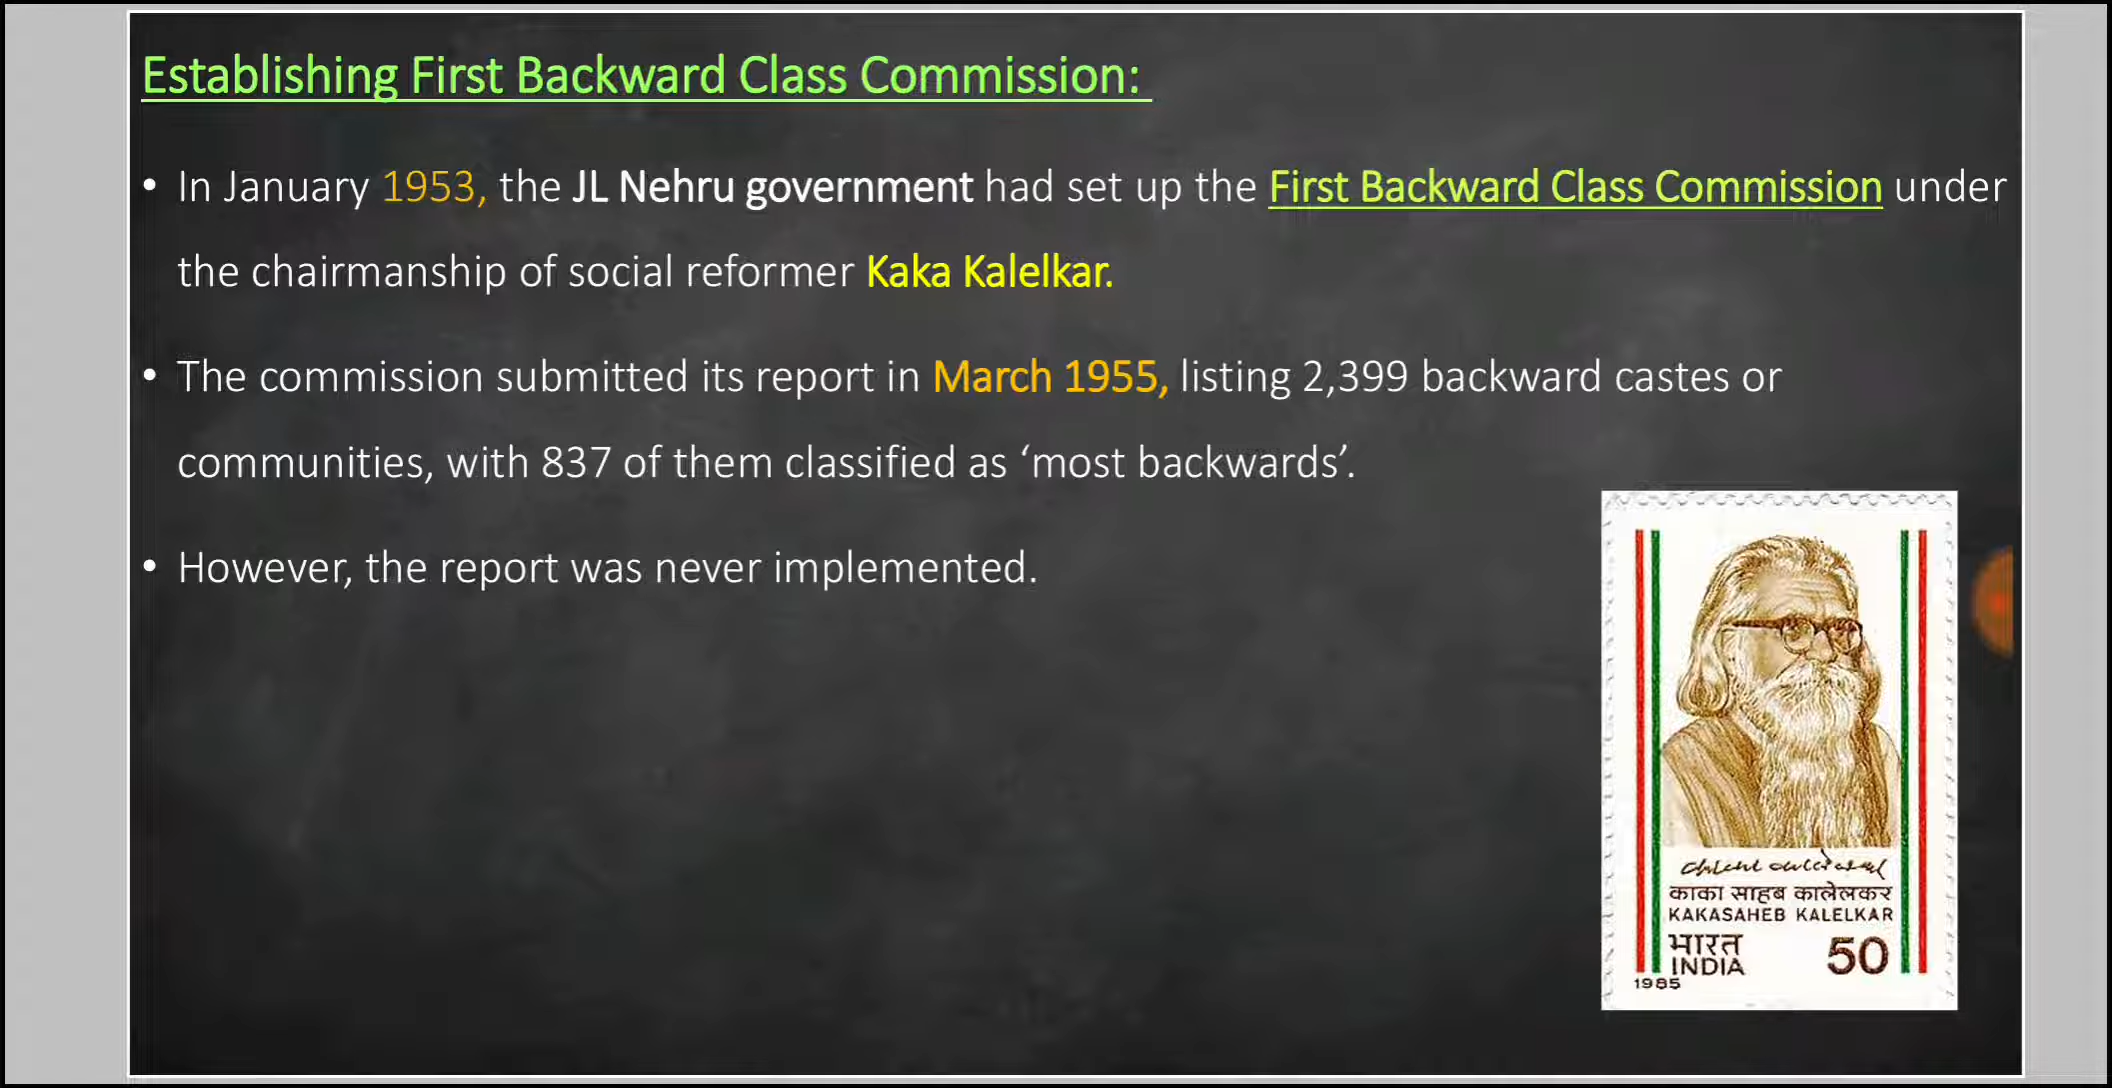 Establishing First Backward Class Commission:
• In January 1953, the JL Nehru government had set up the First Backward Class Commission under
the chairmanship of social reformer Kaka Kalelkar.
• The commission submitted its report in March 1955, listing 2,399 backward castes or
communities, with 837 of them classified as ‘most backwards’.
• However, the report was never implemented.
काका साहब कालेलकर
KAKASAHEB KALELKAR
भारत
INDIA 50
1985